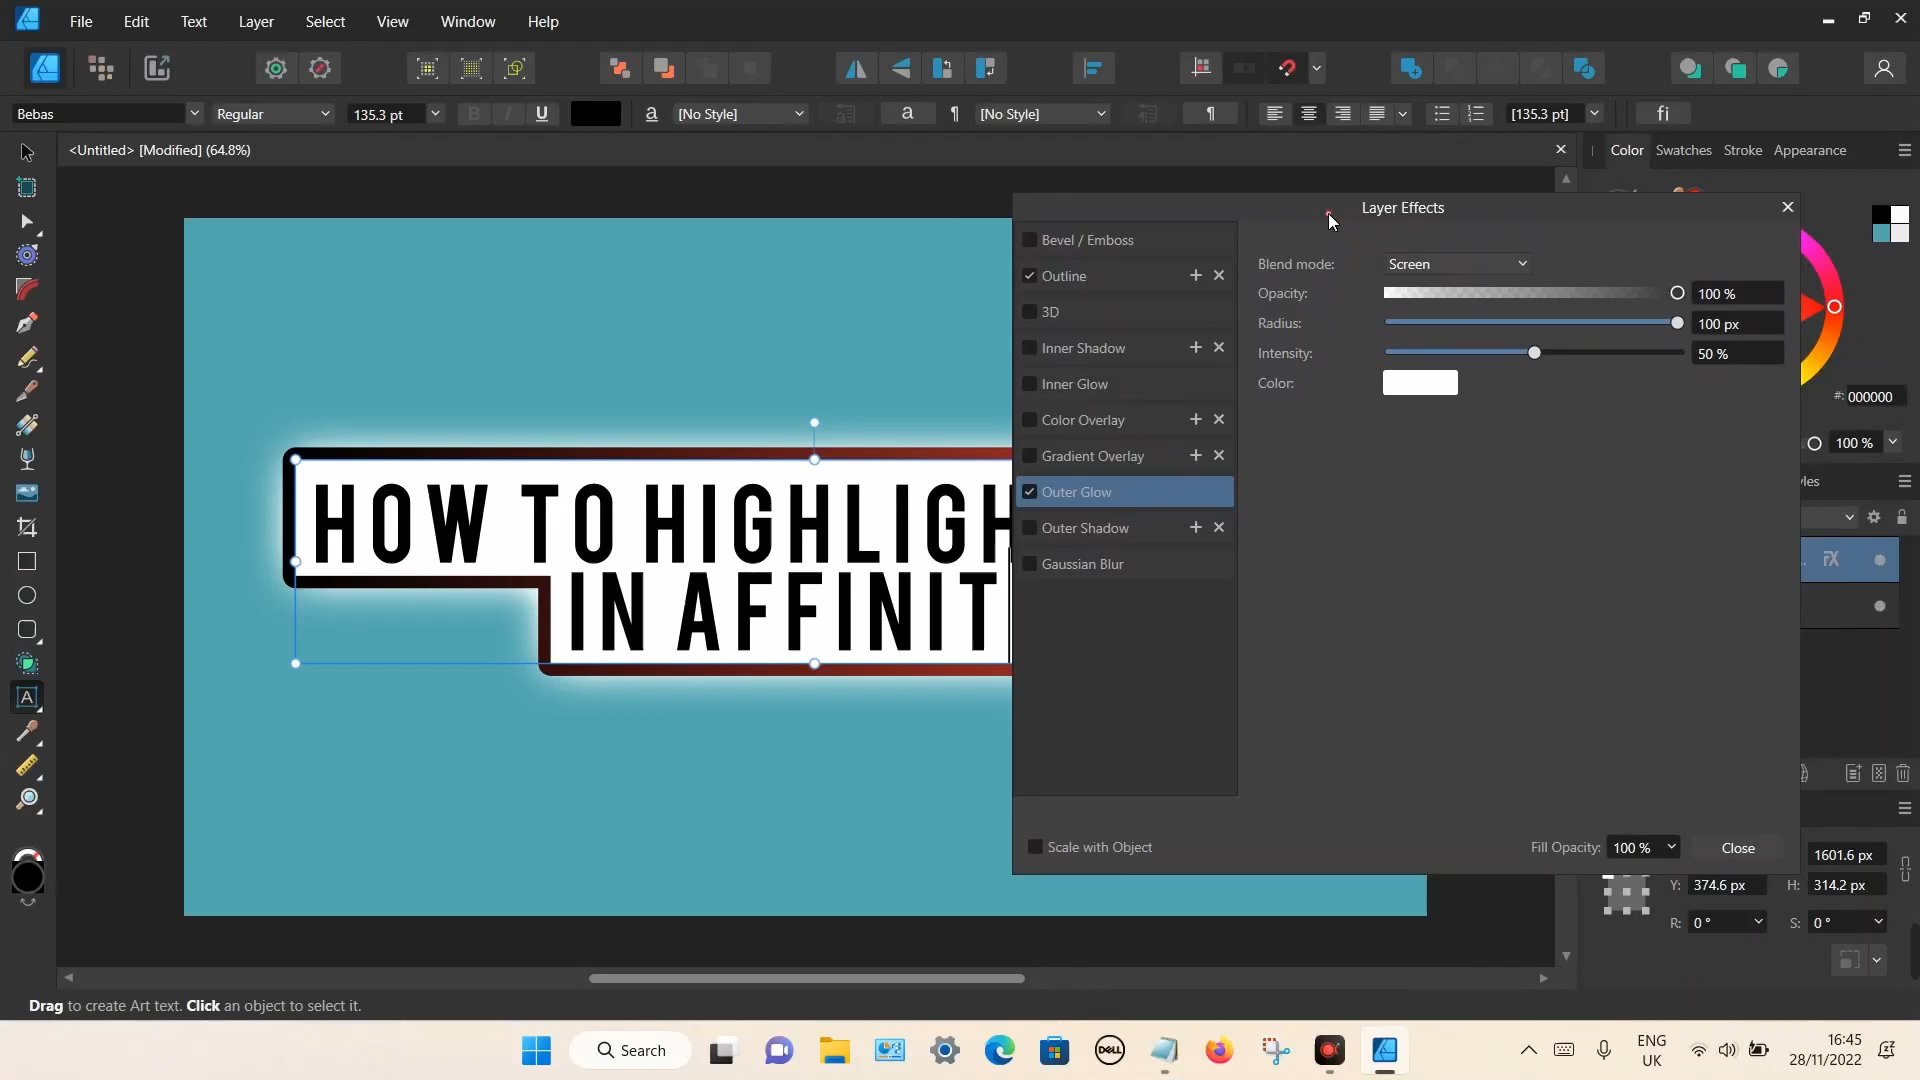 File Edit Text Layer Select View Window Help
Bebas Regular 135.3 pt B I U a [No Style] a ¶ [No Style] ¶ [135.3 pt] fi
<Untitled> [Modified] (64.8%)
Color Swatches Stroke Appearance
Layer Effects
Bevel / Emboss
Outline
3D
Inner Shadow
Inner Glow
Color Overlay
Gradient Overlay
Outer Glow
Outer Shadow
Gaussian Blur
Blend mode: Screen
Opacity: 100 %
Radius: 100 px
Intensity: 50 %
Color:
#: 000000
100 %
HOW TO HIGHLIGH
IN AFFINIT
Scale with Object
Fill Opacity: 100 % Close
1601.6 px
Y: 374.6 px H: 314.2 px
R: 0 ° S: 0 °
Drag to create Art text. Click an object to select it.
Search
DELL
ENG
UK
16:45
28/11/2022